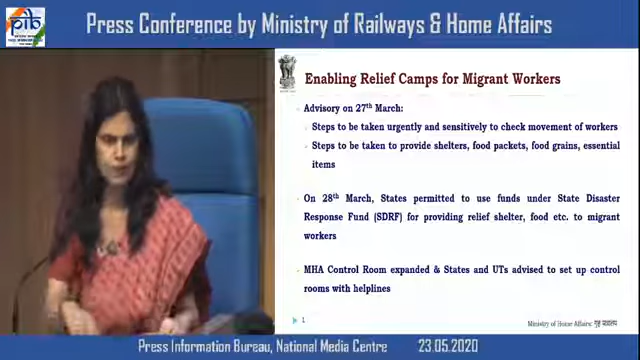 pib
Press Conference by Ministry of Railways & Home Affairs
Enabling Relief Camps for Migrant Workers
Advisory on 27th March:
Steps to be taken urgently and sensitively to check movement of workers
Steps to be taken to provide shelters, food packets, food grains, essential
items
On 28th March, States permitted to use funds under State Disaster
Response Fund (SDRF) for providing relief shelter, food etc. to migrant
workers
MHA Control Room expanded & States and UTs advised to set up control
rooms with helplines
1
Ministry of Home Affairs- गृह मंत्रालय
Press Information Bureau, National Media Centre 23.05.2020